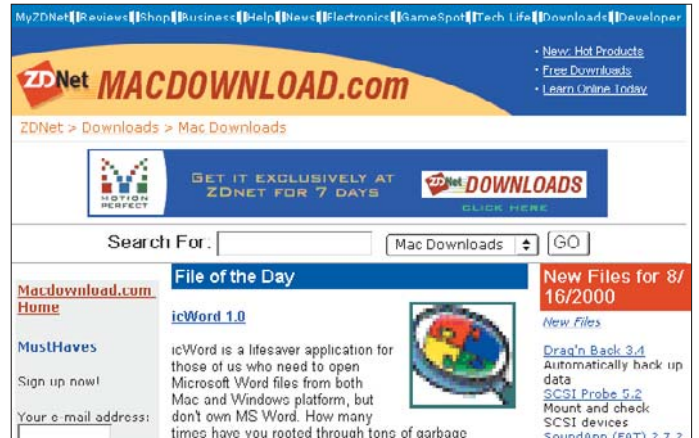 MyZDNet Reviews Shop Business Help News Electronics GameSpot Tech Life Downloads Developer
ZDNet MACDOWNLOAD.com
· New: Hot Products
· Free Downloads
· Learn Online Today
ZDNet > Downloads > Mac Downloads
MOTION PERFECT
GET IT EXCLUSIVELY AT
ZDNET FOR 7 DAYS
ZDNet DOWNLOADS
CLICK HERE
Search For:
Mac Downloads
GO
Macdownload.com
Home
MustHaves
Sign up now!
Your e-mail address:
File of the Day
icWord 1.0
icWord is a lifesaver application for
those of us who need to open
Microsoft Word files from both
Mac and Windows platform, but
don't own MS Word. How many
times have you rooted through tons of garbage
New Files for 8/
16/2000
New Files
Drag'n Back 3.4
Automatically back up
data
SCSI Probe 5.2
Mount and check
SCSI devices
SoundApp (FAT) 2.7.2